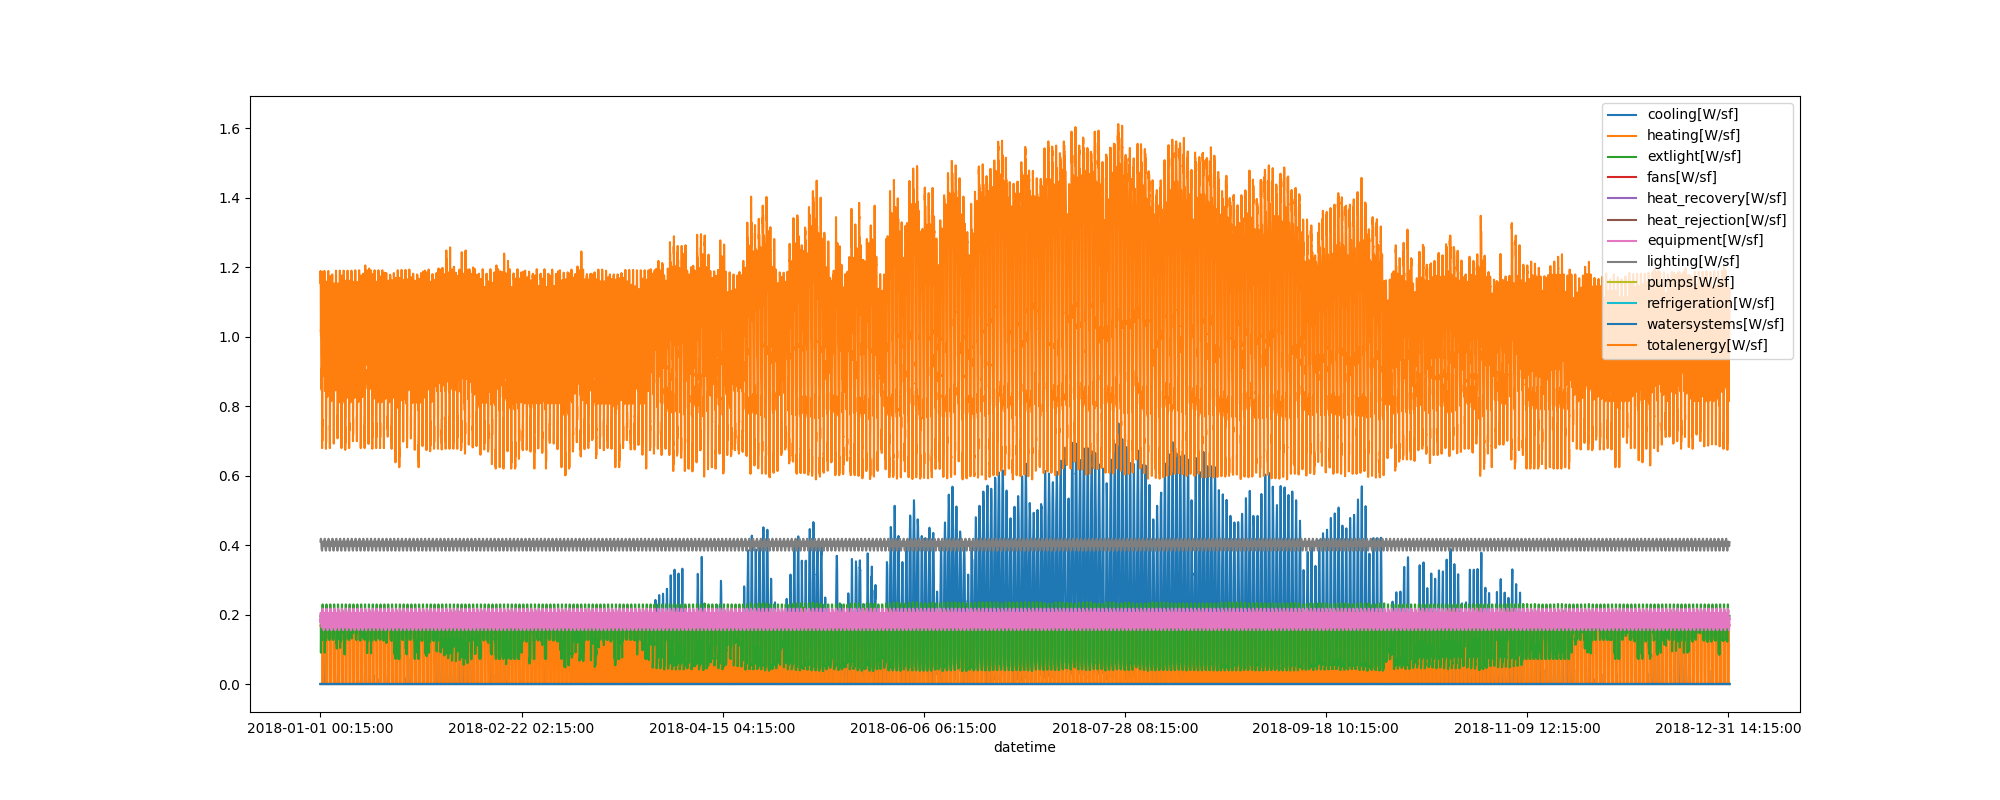 1.6
1.4
1.2
1.0
0.8
0.6
0.4
0.2
0.0
cooling[W/sf]
heating[W/sf]
extlight[W/sf]
fans[W/sf]
heat_recovery[W/sf]
heat_rejection[W/sf]
equipment[W/sf]
lighting[W/sf]
pumps[W/sf]
refrigeration[W/sf]
watersystems[W/sf]
totalenergy[W/sf]
2018-01-01 00:15:00 2018-02-22 02:15:00 2018-04-15 04:15:00 2018-06-06 06:15:00 2018-07-28 08:15:00 2018-09-18 10:15:00 2018-11-09 12:15:00 2018-12-31 14:15:00
datetime